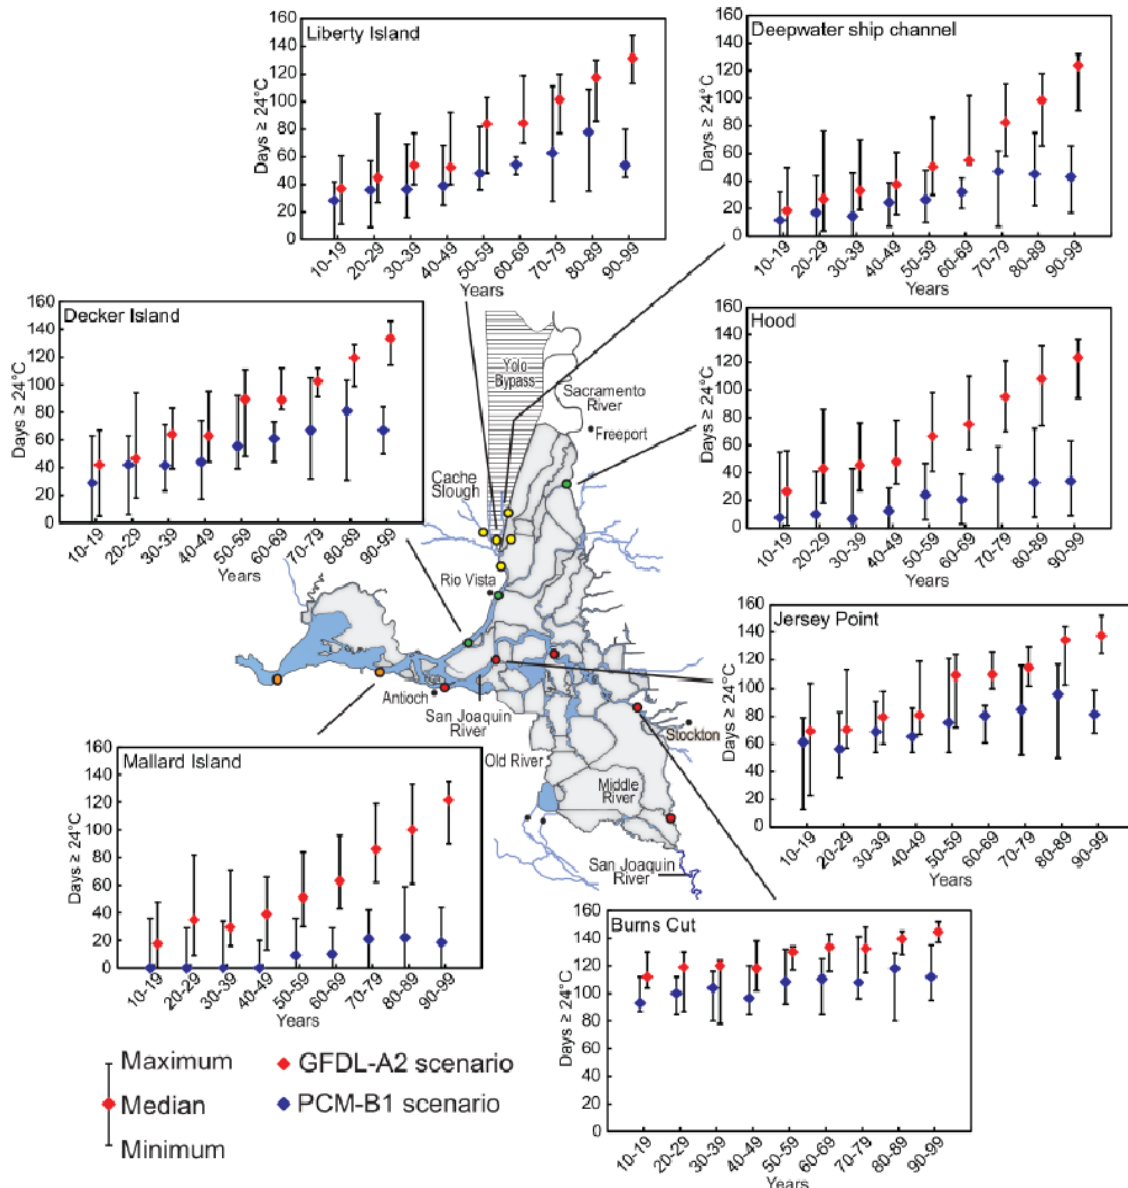 Liberty Island
Days ≥ 24°C
160
140
120
100
80
60
40
20
0
10-19
20-29
30-39
40-49
50-59
60-69
70-79
80-89
90-99
Years
Deepwater ship channel
Days ≥ 24°C
160
140
120
100
80
60
40
20
0
10-19
20-29
30-39
40-49
50-59
60-69
70-79
80-89
90-99
Years
Decker Island
Days ≥ 24°C
160
140
120
100
80
60
40
20
0
10-19
20-29
30-39
40-49
50-59
60-69
70-79
80-89
90-99
Years
Hood
Days ≥ 24°C
160
140
120
100
80
60
40
20
0
10-19
20-29
30-39
40-49
50-59
60-69
70-79
80-89
90-99
Years
Yolo
Bypass
Sacramento
River
Freeport
Cache
Slough
Rio Vista
Antioch
San Joaquin
River
Stockton
Old River
Middle
River
San Joaquin
River
Jersey Point
Days ≥ 24°C
160
140
120
100
80
60
40
20
0
10-19
20-29
30-39
40-49
50-59
60-69
70-79
80-89
90-99
Years
Mallard Island
Days ≥ 24°C
160
140
120
100
80
60
40
20
0
10-19
20-29
30-39
40-49
50-59
60-69
70-79
80-89
90-99
Years
Burns Cut
Days ≥ 24°C
160
140
120
100
80
60
40
20
0
10-19
20-29
30-39
40-49
50-59
60-69
70-79
80-89
90-99
Years
Maximum
Median
Minimum
GFDL-A2 scenario
PCM-B1 scenario